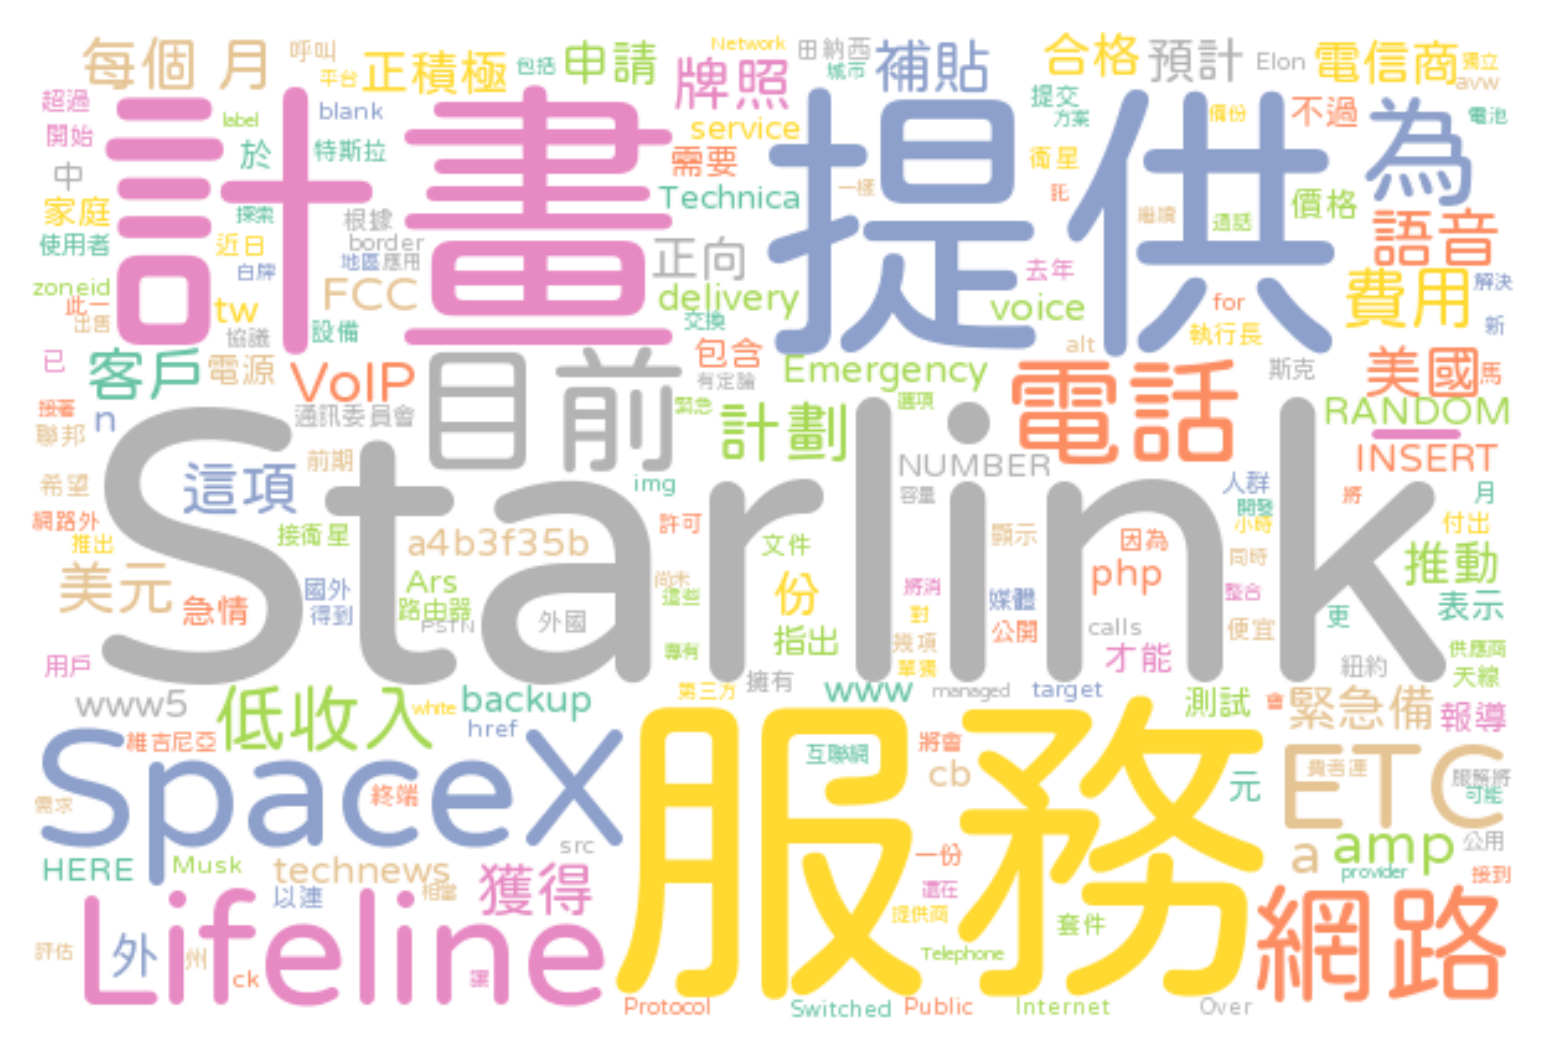 每個 月
呼叫
平台
正積極
包括
申請
牌照
Network
田納西
城市
補貼
合格
預計
Elon
電信商
獨立
avw
超過
開始
label
blank
service
提交
方案
備份
不過
電池
計畫
提供
為
中
於
特斯拉
需要
Technica
一樣
衛星
訊
繼續
通話
價格
語音
家庭
探索
根據
使用者
近日
border
白牌
地區
應用
正向
去年
解決
zoneid
此一
出售
tw
FCC
delivery
交換
voice
for
執行長
費用
新
協議
設備
已
客戶
電源
VoIP
目前
包含
有定論
Emergency
alt
電話
斯克
美國
馬
接著
n
聯邦
通訊委員會
緊急
計劃
選項
RANDOM
INSERT
希望
這項
前期
img
NUMBER
容量
人群
開發
小時
將
月
付出
Starlink
網路外
推出
接衛星
a4b3f35b
許可
文件
顯示
因為
同時
推動
美元
急情
國外
得到
Ars
路由器
PSTN
外國
尚未
這些
份
將消
對
媒體
php
整合
表示
更
指出
幾項
單獨
公開
calls
才能
便宜
供應商
天線
用戶
專有
紐約
www5
低收入
white
backup
href
第三方
擁有
www
managed
target
測試
會
緊急備
報導
SpaceX
維吉尼亞
終端
需求
服務
互聯網
將會
cb
元
ETC
費者連
服務將
可能
src
HERE
Musk
technews
獲得
一份
a
amp
公用
provider
接到
以連
相當
還在
提供商
套件
Lifeline
外
州
評估
ck
讓
Telephone
網路
Protocol
Switched
Public
Internet
Over